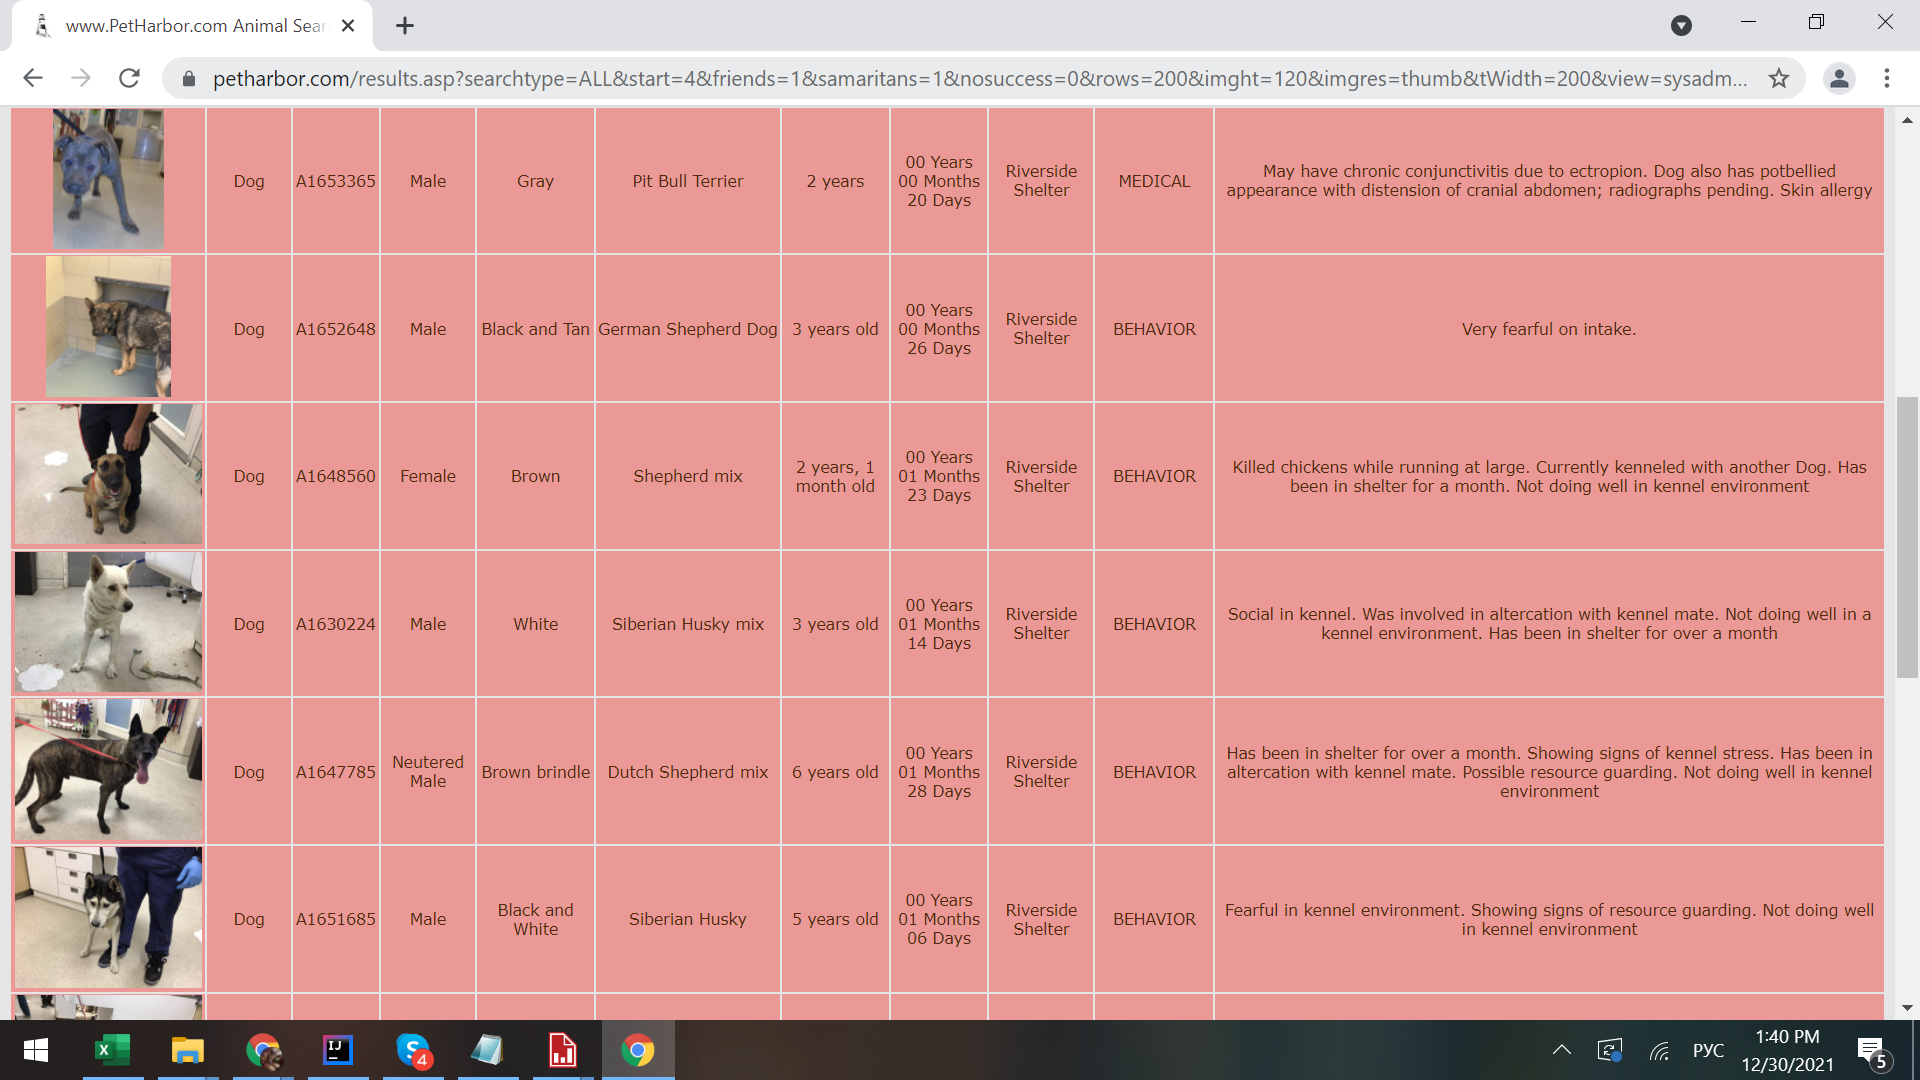 www.PetHarbor.com Animal Sear
petharbor.com/results.asp?searchtype=ALL&start=4&friends=1&samaritans=1&nosuccess=0&rows=200&imght=120&imgres=thumb&tWidth=200&view=sysadm...
Dog A1653365 Male Gray Pit Bull Terrier 2 years
00 Years
00 Months
20 Days
Riverside
Shelter
MEDICAL
May have chronic conjunctivitis due to ectropion. Dog also has potbellied
appearance with distension of cranial abdomen; radiographs pending. Skin allergy
Dog A1652648 Male Black and Tan German Shepherd Dog 3 years old
00 Years
00 Months
26 Days
Riverside
Shelter
BEHAVIOR
Very fearful on intake.
Dog A1648560 Female Brown Shepherd mix
2 years, 1
month old
00 Years
01 Months
23 Days
Riverside
Shelter
BEHAVIOR
Killed chickens while running at large. Currently kenneled with another Dog. Has
been in shelter for a month. Not doing well in kennel environment
Dog A1630224 Male White Siberian Husky mix 3 years old
00 Years
01 Months
14 Days
Riverside
Shelter
BEHAVIOR
Social in kennel. Was involved in altercation with kennel mate. Not doing well in a
kennel environment. Has been in shelter for over a month
Dog A1647785
Neutered
Male
Brown brindle Dutch Shepherd mix 6 years old
00 Years
01 Months
28 Days
Riverside
Shelter
BEHAVIOR
Has been in shelter for over a month. Showing signs of kennel stress. Has been in
altercation with kennel mate. Possible resource guarding. Not doing well in kennel
environment
Dog A1651685 Male
Black and
White
Siberian Husky 5 years old
00 Years
01 Months
06 Days
Riverside
Shelter
BEHAVIOR
Fearful in kennel environment. Showing signs of resource guarding. Not doing well
in kennel environment
X IJ S 4 РУС
1:40 PM
12/30/2021
5